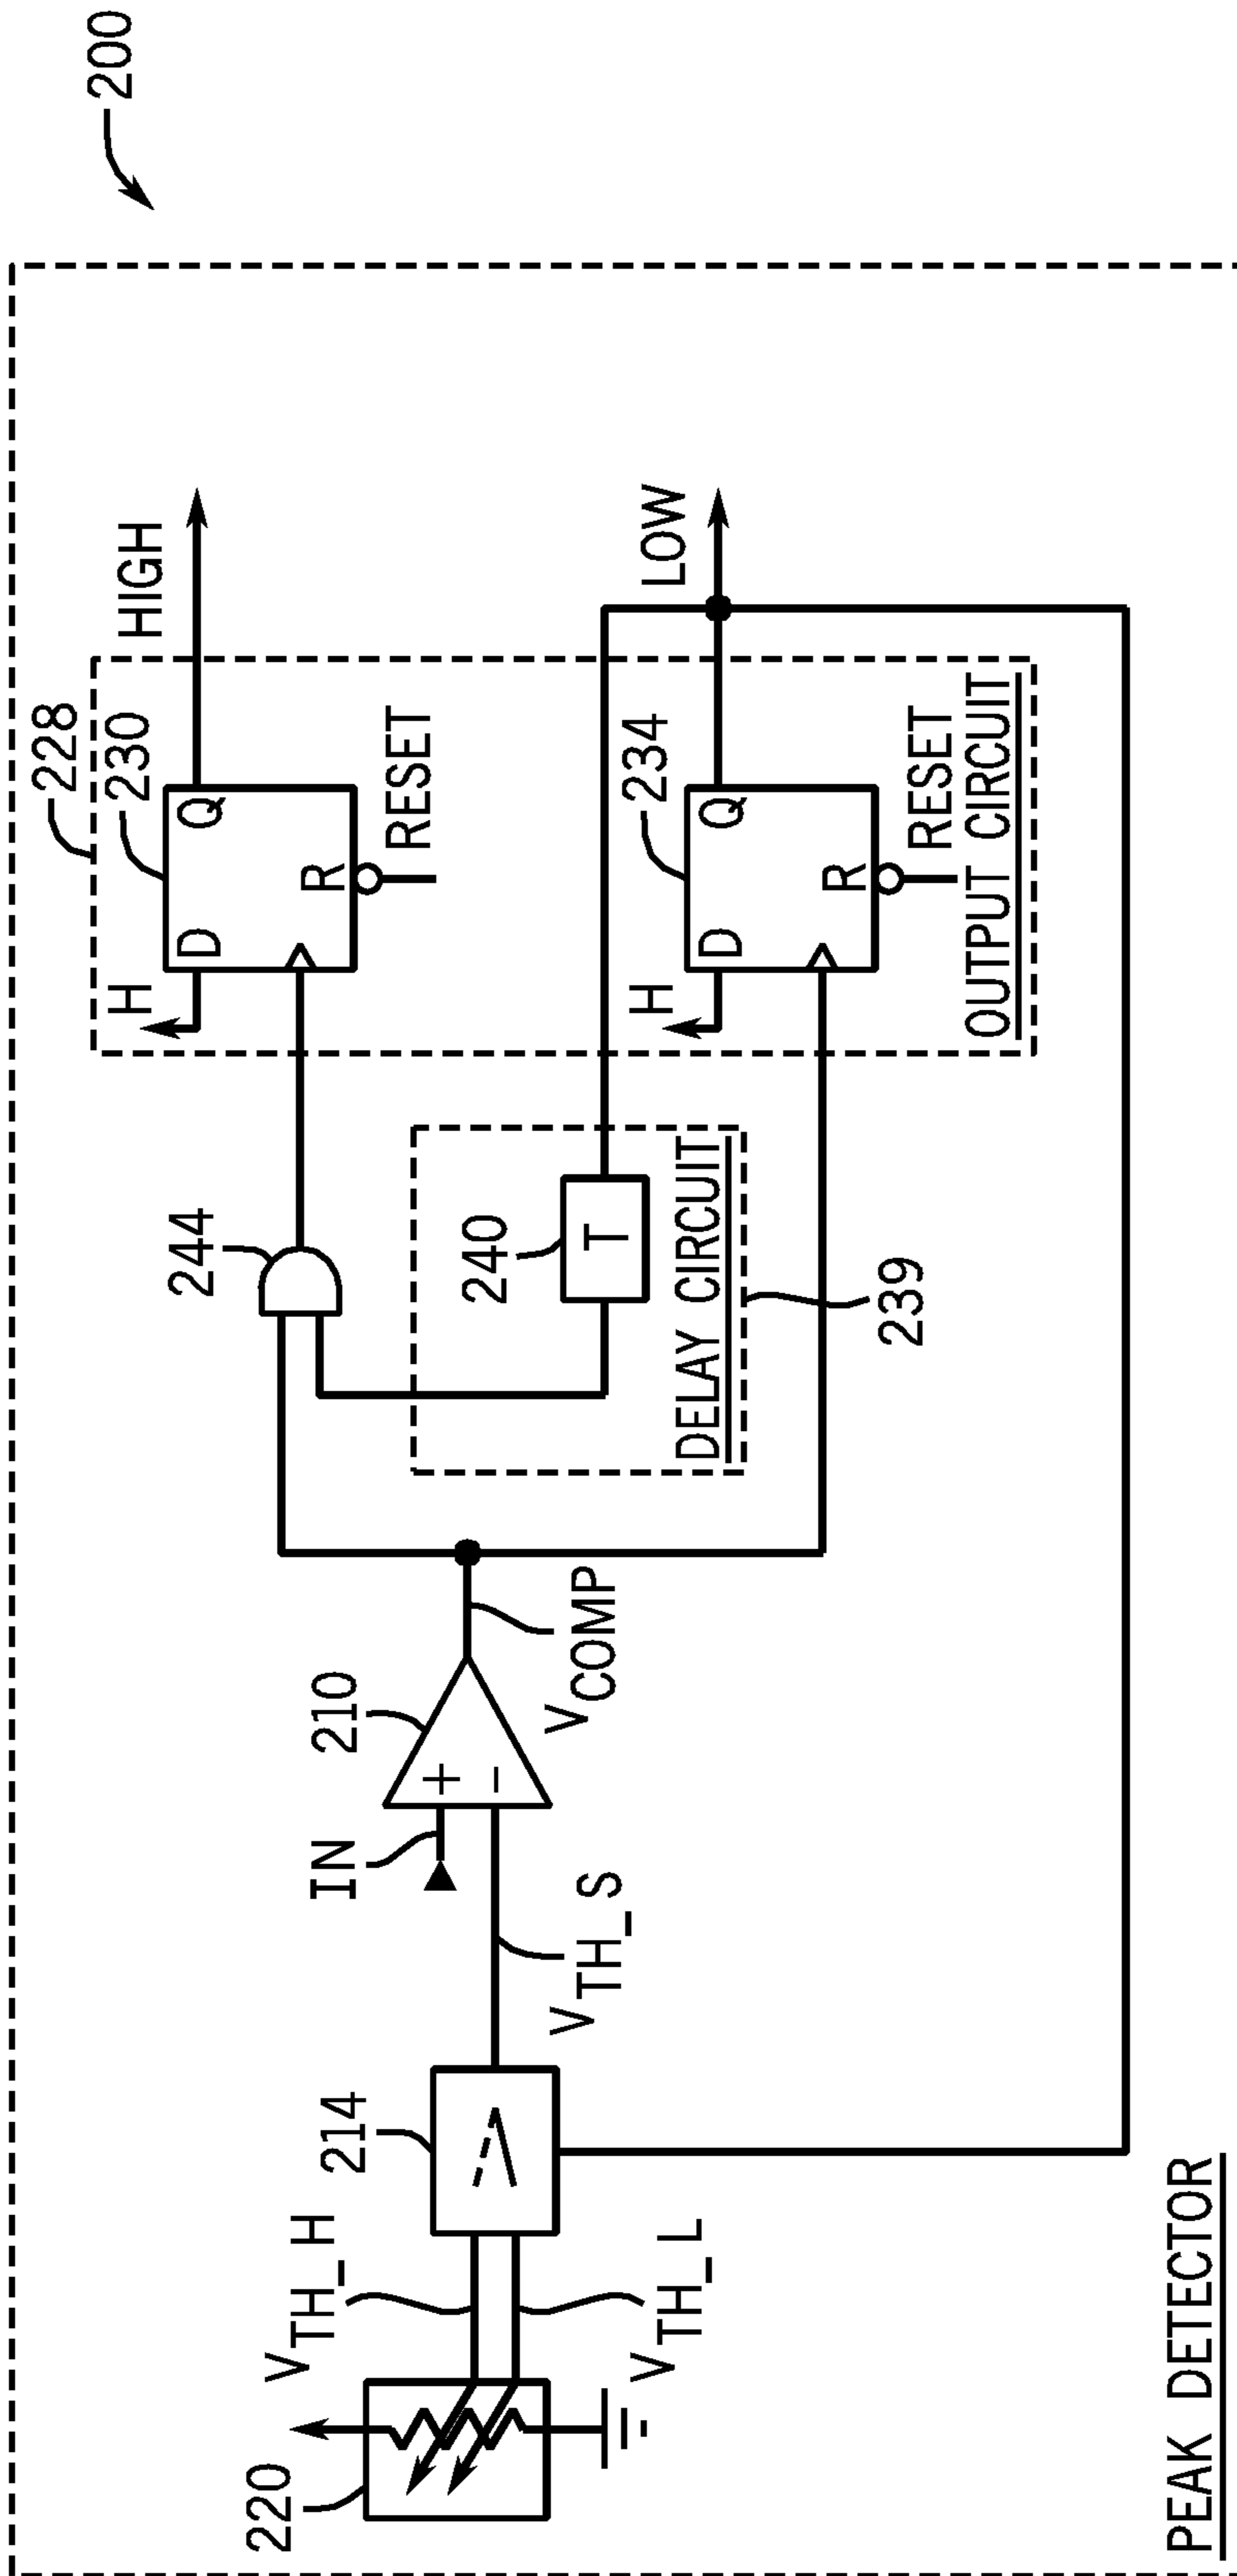 200
228
230
HIGH
H
D
Q
R
RESET
244
240
T
DELAY CIRCUIT
239
LOW
234
H
D
Q
R
RESET
OUTPUT CIRCUIT
210
IN
+
−
VCOMP
VTH_S
214
VTH_H
VTH_L
220
PEAK DETECTOR